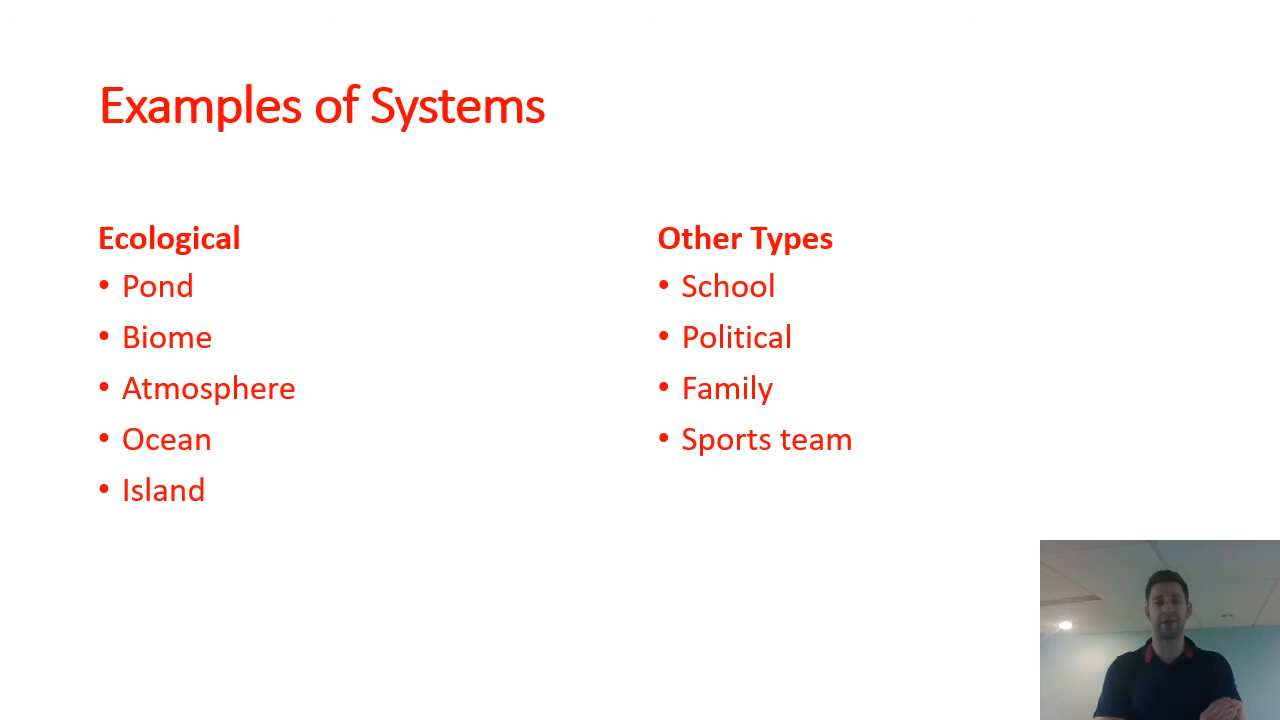 Examples of Systems
Ecological
• Pond
• Biome
• Atmosphere
• Ocean
• Island
Other Types
• School
• Political
• Family
• Sports team